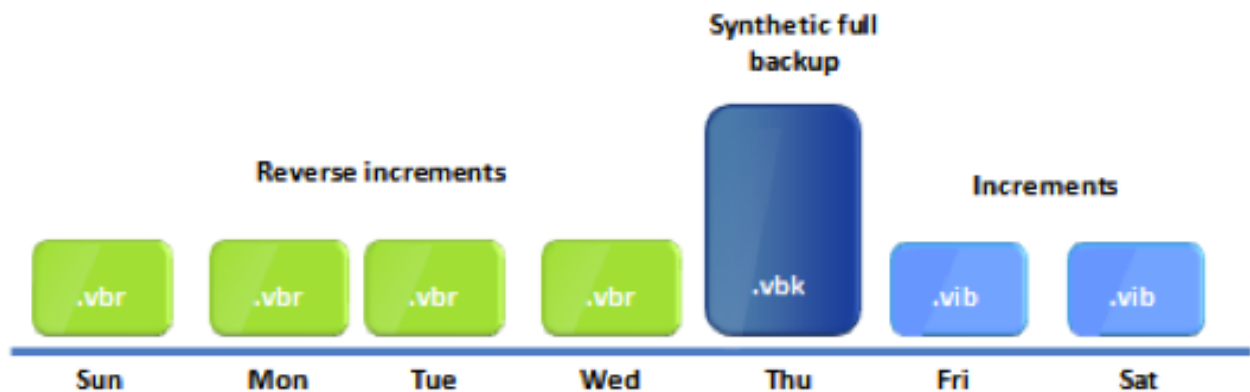 Synthetic full
backup
Reverse increments
Increments
.vbr .vbr .vbr .vbr .vbk .vib .vib
Sun Mon Tue Wed Thu Fri Sat